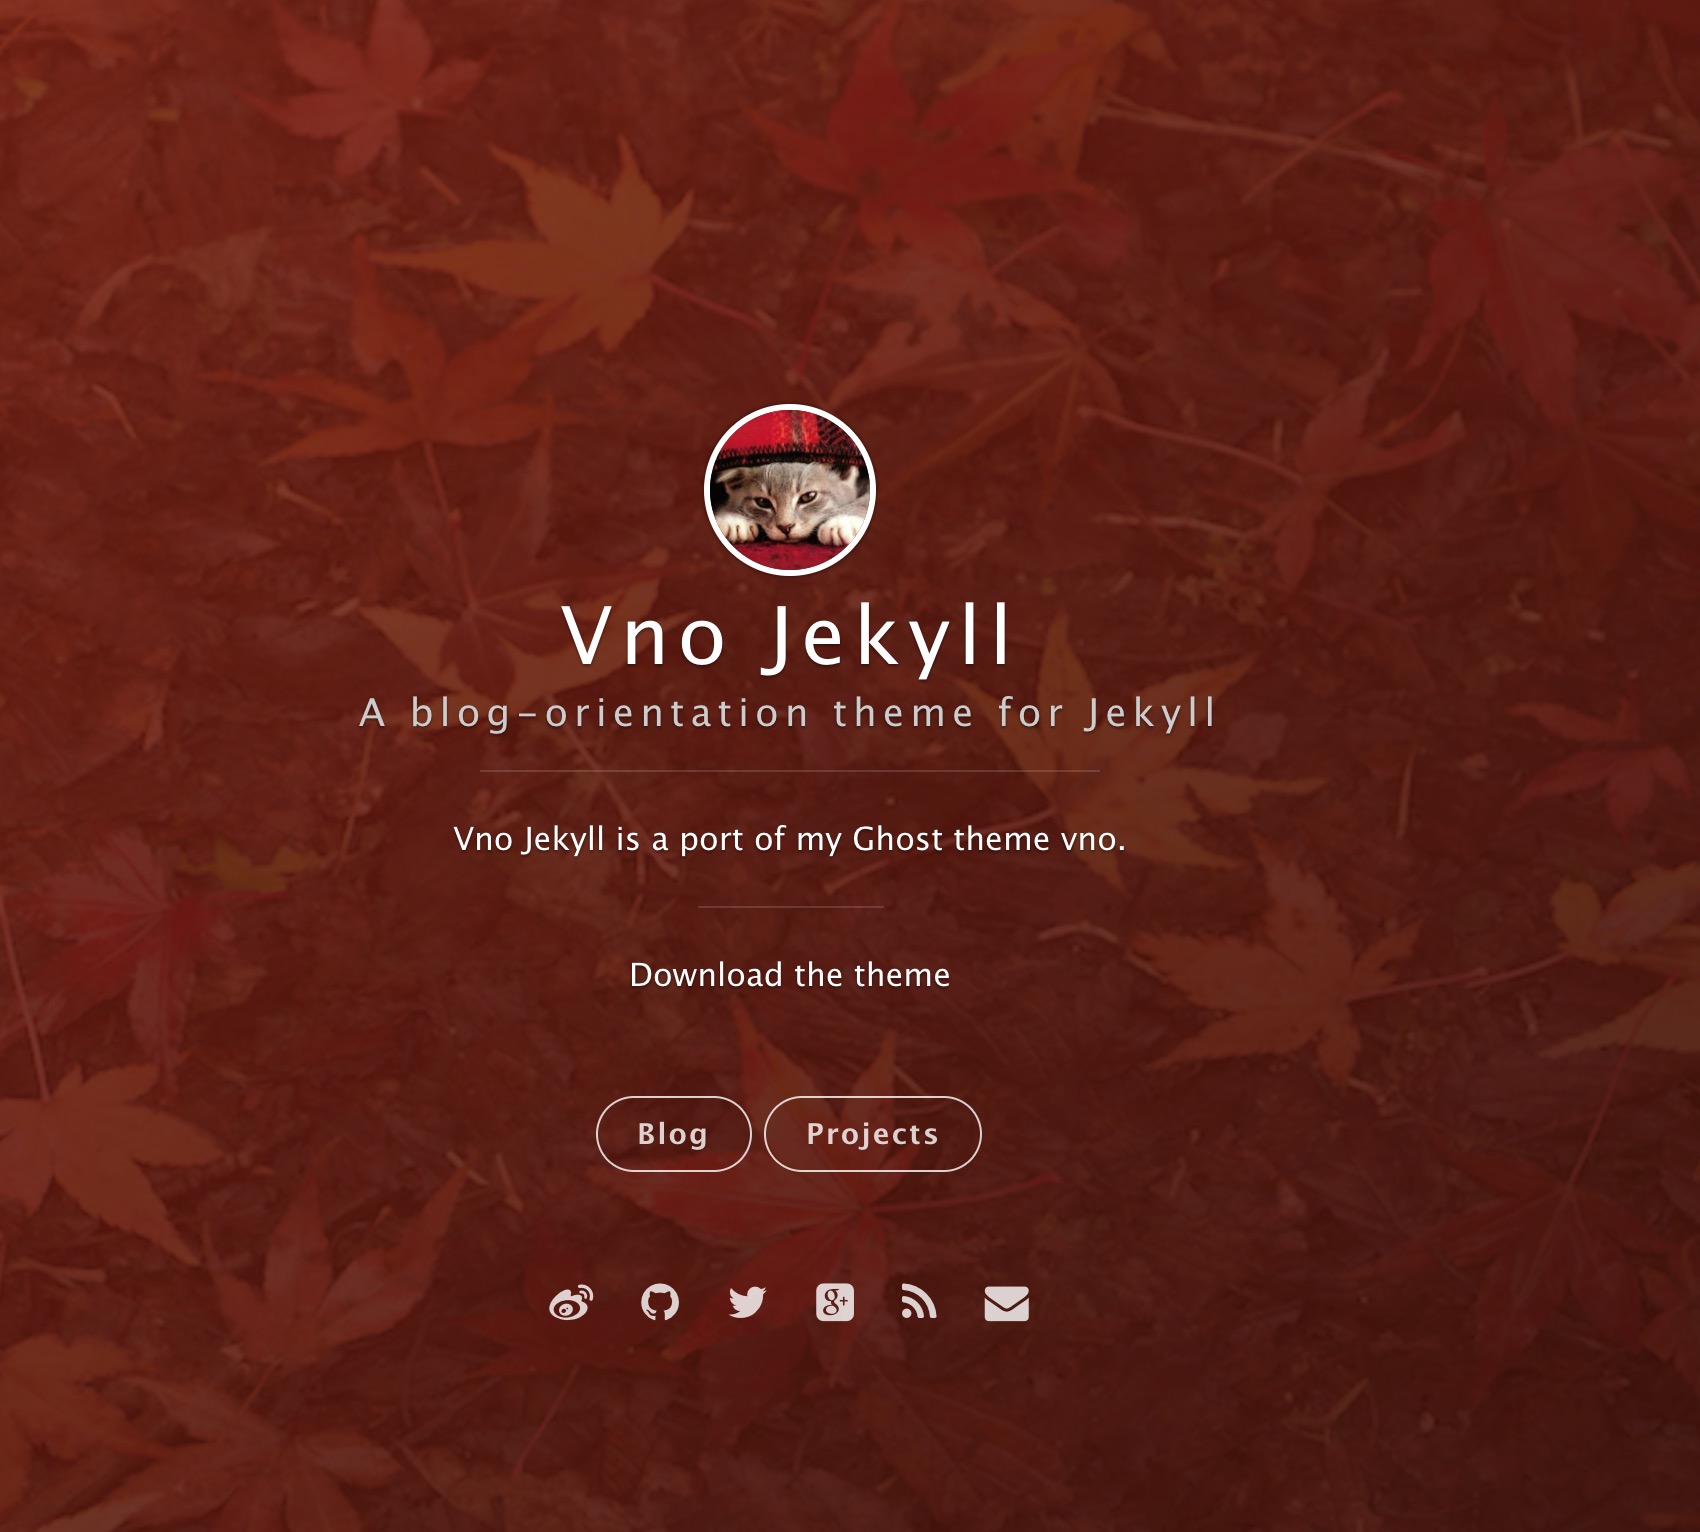 Vno Jekyll
A blog-orientation theme for Jekyll
Vno Jekyll is a port of my Ghost theme vno.
Download the theme
Blog Projects
g+